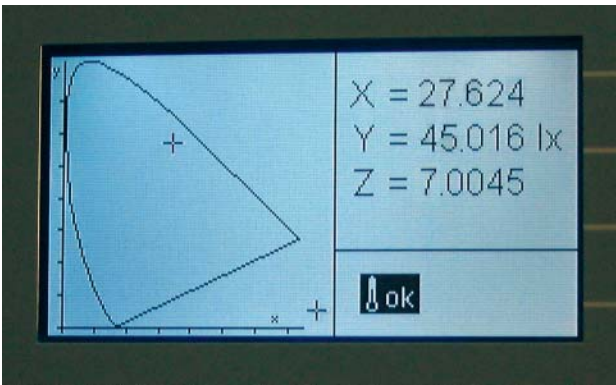 y
x
X = 27.624
Y = 45.016 lx
Z = 7.0045
ok